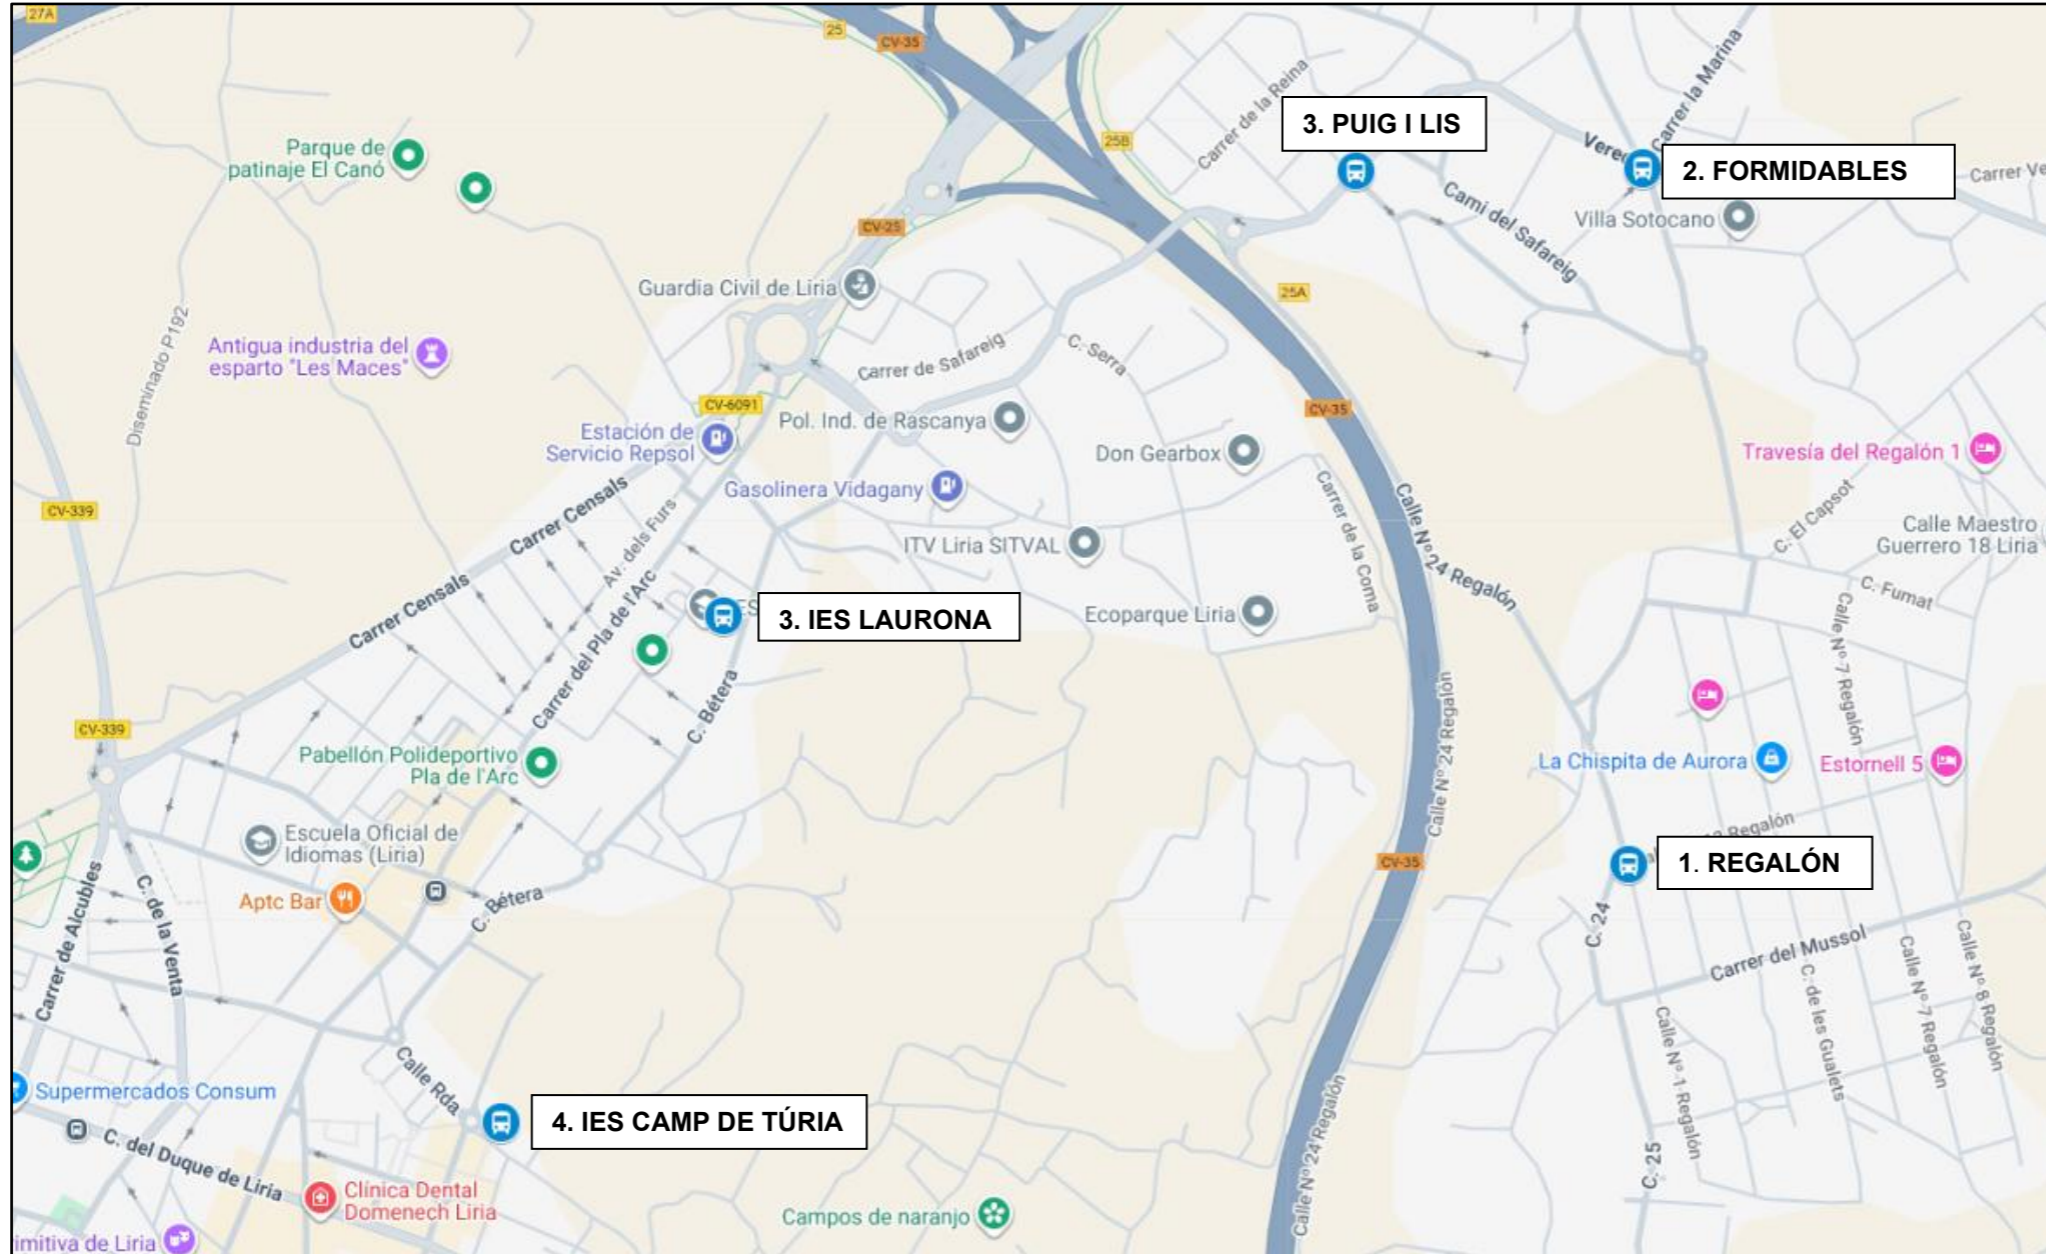 27A
25
CV-35
Carrer de la Reina
Carrer la Marina
3. PUIG I LIS
25B
Parque de
patinaje El Canó
2. FORMIDABLES
Camí del Safareig
Villa Sotocano
CV-25
Guardia Civil de Liria
25A
Diseminado P192
Antigua industria del
esparto "Les Maces"
Carrer de Safareig
C. Serra
CV-6091
CV-35
Estación de
Servicio Repsol
Pol. Ind. de Rascanya
Don Gearbox
Travesía del Regalón 1
Gasolinera Vidagany
CV-339
Carrer Censals
Av. dels Furs
ITV Liria SITVAL
Carrer de la Coma
Calle Nº 24 Regalón
C. El Capsot
Calle Maestro
Guerrero 18 Liria
C. Fumat
Carrer Censals
Carrer del Pla de l'Arc
3. IES LAURONA
Ecoparque Liria
Calle Nº 7 Regalón
C. Bétera
Calle Nº 24 Regalón
CV-339
Pabellón Polideportivo
Pla de l'Arc
La Chispita de Aurora
Estornell 5
Regalón
Escuela Oficial de
Idiomas (Liria)
CV-35
1. REGALÓN
Aptc Bar
C. Bétera
Carrer de Alcubles
C. de la Venta
C. 24
Carrer del Mussol
C. de les Gualets
Calle Nº 7 Regalón
Calle Nº 8 Regalón
Calle Nº 1 Regalón
Calle Rda
Supermercados Consum
4. IES CAMP DE TÚRIA
C. del Duque de Liria
Calle Nº 24 Regalón
C. 25
Clínica Dental
Domenech Liria
Campos de naranjo
imitiva de Liria